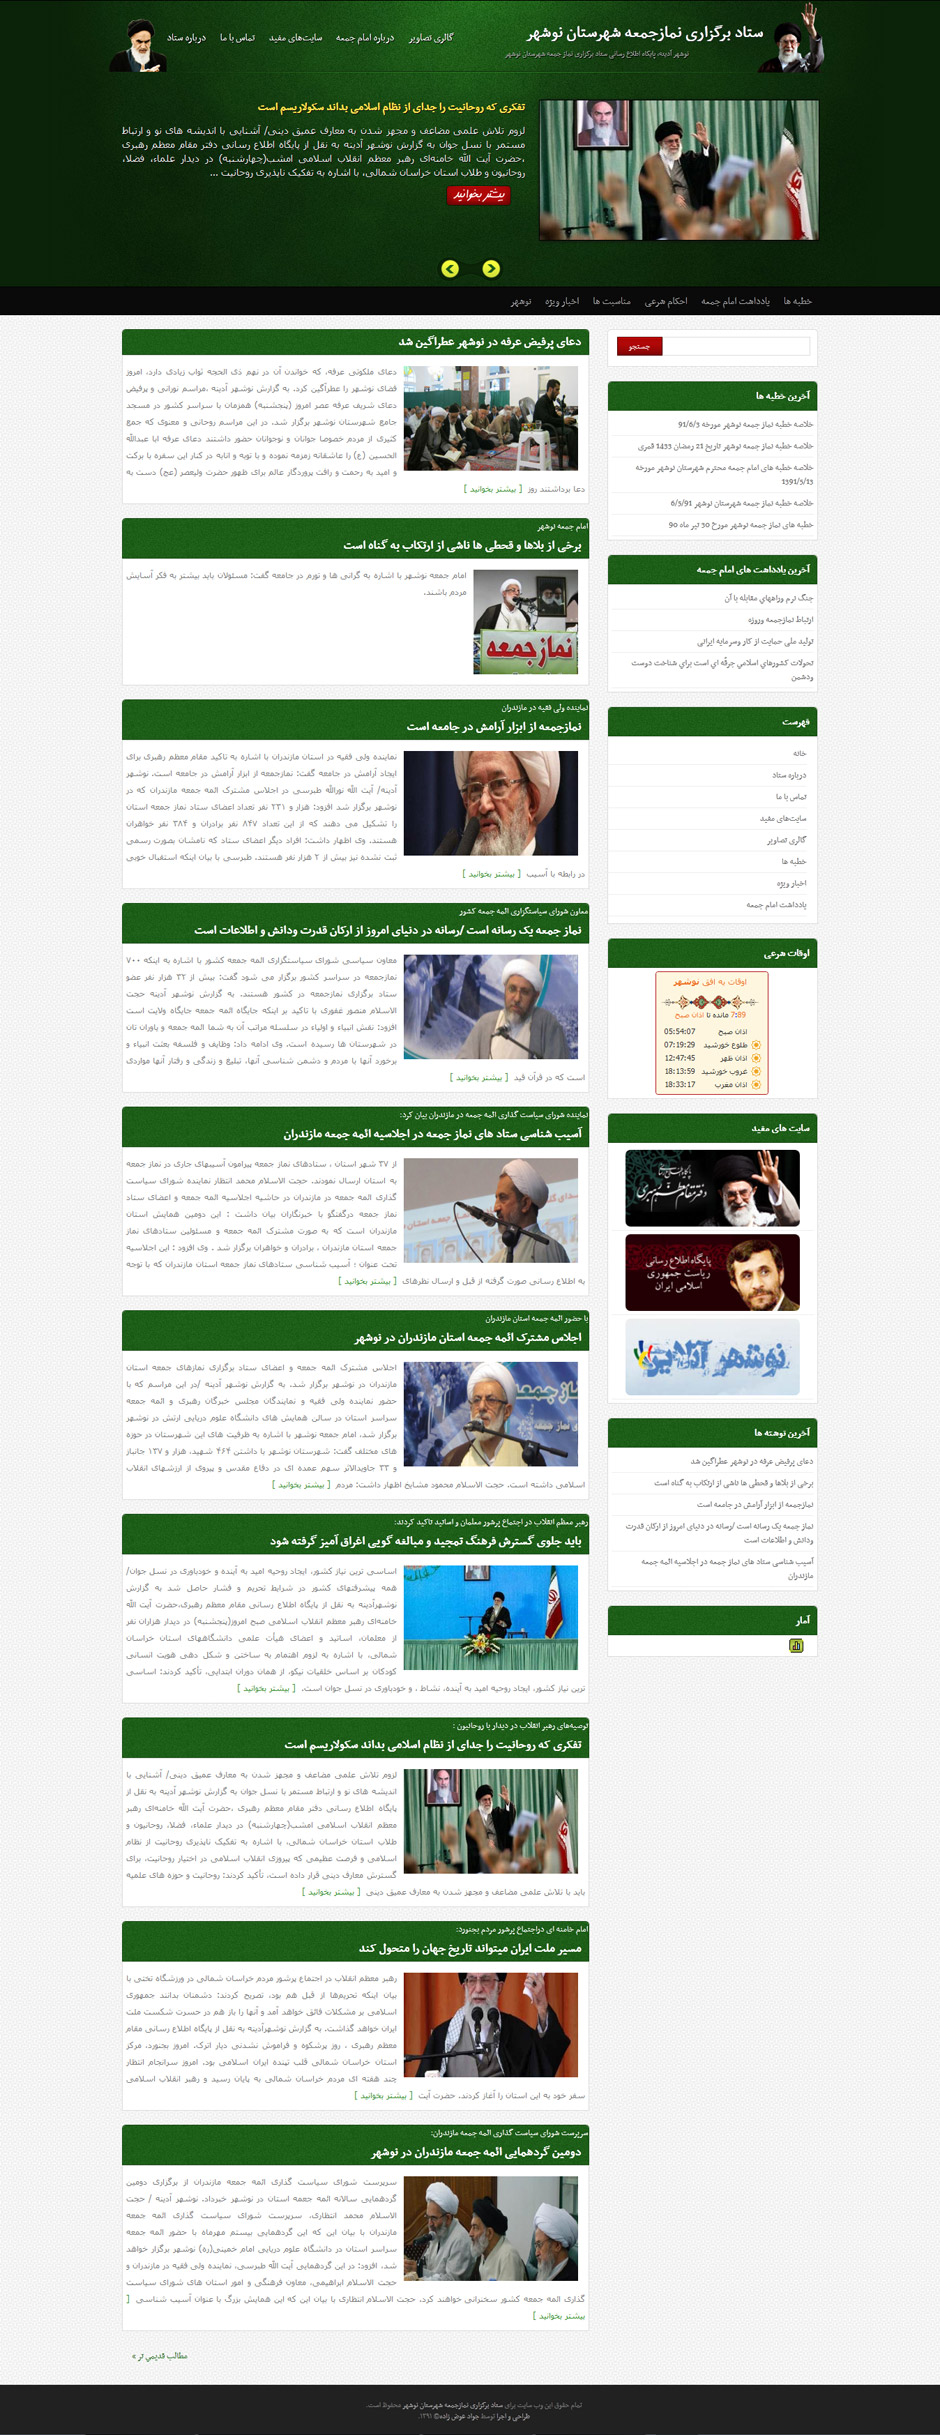 ستاد برگزاری نمازجمعه شهرستان نوشهر
نوشهر آدینه، پایگاه اطلاع رسانی ستاد برگزاری نماز جمعه شهرستان نوشهر
گالری تصاویر
درباره امام جمعه
سایت‌های مفید
تماس با ما
درباره ستاد
تفکری که روحانیت را جدای از نظام اسلامی بداند سکولاریسم است
لزوم تلاش علمی مضاعف و مجهز شدن به معارف عمیق دینی/ آشنایی با اندیشه های نو و ارتباط
مستمر با نسل جوان به گزارش نوشهر آدینه به نقل از پایگاه اطلاع رسانی دفتر مقام معظم رهبری
،حضرت آیت الله خامنه‌ای رهبر معظم انقلاب اسلامی امشب(چهارشنبه) در دیدار علماء، فضلا،
روحانیون و طلاب استان خراسان شمالی، با اشاره به تفکیک ناپذیری روحانیت ...
بیشتر بخوانید
خطبه ها
یادداشت امام جمعه
احکام شرعی
مناسبت ها
اخبار ویژه
نوشهر
جستجو
آخرین خطبه ها
خلاصه خطبه نماز جمعه نوشهر مورخه 91/6/3
خلاصه خطبه نماز جمعه نوشهر تاریخ 21 رمضان 1433 قمری
خلاصه خطبه های امام جمعه محترم شهرستان نوشهر مورخه
1391/5/13
خلاصه خطبه نماز جمعه شهرستان نوشهر 6/5/91
خطبه های نماز جمعه نوشهر مورخ 30 تیر ماه 90
آخرین یادداشت های امام جمعه
جنگ نرم وراههاي مقابله با آن
ارتباط نمازجمعه وروزه
تولید ملی حمایت از کار وسرمایه ایرانی
تحولات کشورهاي اسلامي جرقّه اي است براي شناخت دوست
ودشمن
فهرست
خانه
درباره ستاد
تماس با ما
سایت‌های مفید
گالری تصاویر
خطبه ها
اخبار ویژه
یادداشت امام جمعه
اوقات شرعی
اوقات به افق نوشهر
7:89 مانده تا اذان صبح
اذان صبح 05:54:07
طلوع خورشید 07:19:29
اذان ظهر 12:47:45
غروب خورشید 18:13:59
اذان مغرب 18:33:17
سایت های مفید
دفتر مقام معظم رهبری
پایگاه اطلاع رسانی
ریاست جمهوری
اسلامی ایران
نوشهر آنلاین
آخرین نوشته ها
دعای پرفیض عرفه در نوشهر عطرآگین شد
برخی از بلاها و قحطی ها ناشی از ارتکاب به گناه است
نمازجمعه از ابزار آرامش در جامعه است
نماز جمعه یک رسانه است /رسانه در دنیای امروز از ارکان قدرت
ودانش و اطلاعات است
آسیب شناسی ستاد های نماز جمعه در اجلاسیه ائمه جمعه
مازندران
آمار
دعای پرفیض عرفه در نوشهر عطرآگین شد
دعای ملکوتی عرفه، که خواندن آن در نهم ذی الحجه ثواب زیادی دارد، امروز
فضای نوشهر را عطرآگین کرد. به گزارش نوشهر آدینه ،مراسم نورانی و پرفیض
دعای شریف عرفه عصر امروز (پنجشنبه) همزمان با سراسر کشور در مسجد
جامع شهرستان نوشهر برگزار شد. در این مراسم روحانی و معنوی که جمع
کثیری از مردم خصوصا جوانان و نوجوانان حضور داشتند دعای عرفه ابا عبدالله
الحسین (ع) را عاشقانه زمزمه نموده و با توبه و انابه در کنار این سفره با برکت
و امید به رحمت و رافت پروردگار عالم برای ظهور حضرت ولیعصر (عج) دست به
دعا برداشتند روز [ بیشتر بخوانید ]
امام جمعه نوشهر
برخی از بلاها و قحطی ها ناشی از ارتکاب به گناه است
امام جمعه نوشهر با اشاره به گرانی ها و تورم در جامعه گفت: مسئولان باید بیشتر به فکر آسایش
مردم باشند.
نمازجمعه
نماینده ولی فقیه در مازندران
نمازجمعه از ابزار آرامش در جامعه است
نماینده ولی فقیه در استان مازندران با اشاره به تاکید مقام معظم رهبری برای
ایجاد آرامش در جامعه گفت: نمازجمعه از ابزار آرامش در جامعه است. نوشهر
آدینه/ آیت الله نورالله طبرسی در اجلاس مشترک ائمه جمعه مازندران که در
نوشهر برگزار شد افزود: هزار و ۲۳۱ نفر تعداد اعضای ستاد نماز جمعه استان
را تشکیل می دهند که از این تعداد ۸۴۷ نفر برادران و ۳۸۴ نفر خواهران
هستند. وی اظهار داشت: افراد دیگر اعضای ستاد که نامشان بصورت رسمی
ثبت نشده نیز بیش از ۲ هزار نفر هستند. طبرسی با بیان اینکه استقبال خوبی
در رابطه با آسیب [ بیشتر بخوانید ]
معاون شورای سیاستگزاری ائمه جمعه کشور
نماز جمعه یک رسانه است /رسانه در دنیای امروز از ارکان قدرت ودانش و اطلاعات است
معاون سیاسی شورای سیاستگزاری ائمه جمعه کشور با اشاره به اینکه ۷۰۰
نمازجمعه در سراسر کشور برگزار می شود گفت: بیش از ۳۲ هزار نفر عضو
ستاد برگزاری نمازجمعه در کشور هستند. به گزارش نوشهر آدینه حجت
الاسلام منصور غفوری با تاکید بر اینکه جایگاه ائمه جمعه جایگاه ولایت است
افزود: نقش انبیاء و اولیاء در سلسله مراتب آن به شما ائمه جمعه و یاوران تان
در شهرستان ها رسیده است. وی ادامه داد: وظایف و فلسفه بعثت انبیاء و
برخورد آنها با مردم و دشمن شناسی آنها، تبلیغ و زندگی و رفتار آنها مواردی
است که در قرآن قید [ بیشتر بخوانید ]
نماینده شورای سیاست گذاری ائمه جمعه در مازندران بیان کرد:
آسیب شناسی ستاد های نماز جمعه در اجلاسیه ائمه جمعه مازندران
از ۲۷ شهر استان ، ستادهای نماز جمعه پیرامون آسیبهای جاری در نماز جمعه
به استان ارسال نمودند. حجت الاسلام محمد انتظار نماینده شورای سیاست
گذاری ائمه جمعه در مازندران در حاشیه اجلاسیه ائمه جمعه و اعضای ستاد
نماز جمعه درگفتگو با خبرنگاران بیان داشت : این دومین همایش استان
مازندران است که به صورت مشترک ائمه جمعه و مسئولین ستادهای نماز
جمعه استان مازندران ، برادران و خواهران برگزار شد . وی افزود : این اجلاسیه
تحت عنوان ؛ آسیب شناسی ستادهای نماز جمعه استان مازندران که با توجه
به اطلاع رسانی صورت گرفته از قبل و ارسال نظرهای [ بیشتر بخوانید ]
با حضور ائمه جمعه استان مازندران
اجلاس مشترک ائمه جمعه استان مازندران در نوشهر
اجلاس مشترک ائمه جمعه و اعضای ستاد برگزاری نمازهای جمعه استان
مازندران در نوشهر برگزار شد. به گزارش نوشهر آدینه /در این مراسم که با
حضور نماینده ولی فقیه و نمایندگان مجلس خبرگان رهبری و ائمه جمعه
سراسر استان در سالن همایش های دانشگاه علوم دریایی ارتش در نوشهر
برگزار شد، امام جمعه نوشهر با اشاره به ظرفیت های این شهرستان در حوزه
های مختلف گفت: شهرستان نوشهر با داشتن ۴۶۴ شهید، هزار و ۱۳۷ جانباز
و ۳۳ جاویدالاثر سهم عمده ای در دفاع مقدس و پیروی از ارزشهای انقلاب
اسلامی داشته است. حجت الاسلام محمود مشایخ اظهار داشت: مردم [ بیشتر بخوانید ]
رهبر معظم انقلاب در اجتماع پرشور معلمان و اساتید تاکید کردند:
باید جلوی گسترش فرهنگ تمجید و مبالغه گویی اغراق آمیز گرفته شود
اساسی ترین نیاز کشور، ایجاد روحیه امید به آینده و خودباوری در نسل جوان/
همه پیشرفتهای کشور در شرایط تحریم و فشار حاصل شد به گزارش
نوشهرآدینه به نقل از پایگاه اطلاع رسانی مقام معظم رهبری،حضرت آیت الله
خامنه‌ای رهبر معظم انقلاب اسلامی صبح امروز(پنجشنبه) در دیدار هزاران نفر
از معلمان، اساتید و اعضای هیأت علمی دانشگاههای استان خراسان
شمالی، با اشاره به لزوم اهتمام به ساختن و شکل دهی هویت انسانی
کودکان بر اساس خلقیات نیکو، از همان دوران ابتدایی، تأکید کردند: اساسی
ترین نیاز کشور، ایجاد روحیه امید به آینده، نشاط ، و خودباوری در نسل جوان است. [ بیشتر بخوانید ]
توصیه‌های رهبر انقلاب در دیدار با روحانیون :
تفکری که روحانیت را جدای از نظام اسلامی بداند سکولاریسم است
لزوم تلاش علمی مضاعف و مجهز شدن به معارف عمیق دینی/ آشنایی با
اندیشه های نو و ارتباط مستمر با نسل جوان به گزارش نوشهر آدینه به نقل از
پایگاه اطلاع رسانی دفتر مقام معظم رهبری ،حضرت آیت الله خامنه‌ای رهبر
معظم انقلاب اسلامی امشب(چهارشنبه) در دیدار علماء، فضلا، روحانیون و
طلاب استان خراسان شمالی، با اشاره به تفکیک ناپذیری روحانیت از نظام
اسلامی و فرصت عظیمی که پیروزی انقلاب اسلامی در اختیار روحانیت، برای
گسترش معارف دینی قرار داده است، تأکید کردند: روحانیت و حوزه های علمیه
باید با تلاش علمی مضاعف و مجهز شدن به معارف عمیق دینی [ بیشتر بخوانید ]
امام خامنه ای دراجتماع پرشور مردم بجنورد:
مسیر ملت ایران میتواند تاریخ جهان را متحول کند
رهبر معظم انقلاب در اجتماع پرشور مردم خراسان شمالی در ورزشگاه تختی با
بیان اینکه تحریم‌ها از قبل هم بود، تصریح کردند: دشمنان بدانند جمهوری
اسلامی بر مشکلات فائق خواهد آمد و آنها را باز هم در حسرت شکست ملت
ایران خواهد گذاشت. به گزارش نوشهرآدینه به نقل از پایگاه اطلاع رسانی مقام
معظم رهبری ، روز پرشکوه و فراموش نشدنی دیار اترک. امروز بجنورد، مرکز
استان خراسان شمالی قلب تپنده ایران اسلامی بود. امروز سرانجام انتظار
چند هفته ای مردم خراسان شمالی به پایان رسید و رهبر انقلاب اسلامی
سفر خود به این استان را آغاز کردند. حضرت آیت [ بیشتر بخوانید ]
سرپرست شورای سیاست گذاری ائمه جمعه مازندران:
دومین گردهمایی ائمه جمعه مازندران در نوشهر
سرپرست شورای سیاست گذاری ائمه جمعه مازندران از برگزاری دومین
گردهمایی سالانه ائمه جمعه استان در نوشهر خبرداد. نوشهر آدینه / حجت
الاسلام محمد انتظاری، سرپرست شورای سیاست گذاری ائمه جمعه
مازندران با بیان این که این گردهمایی بیستم مهرماه با حضور ائمه جمعه
سراسر استان در دانشگاه علوم دریایی امام خمینی(ره) نوشهر برگزار خواهد
شد، افزود: در این گردهمایی آیت الله طبرسی، نماینده ولی فقیه در مازندران و
حجت الاسلام ابراهیمی، معاون فرهنگی و امور استان های شورای سیاست
گذاری ائمه جمعه کشور سخنرانی خواهند کرد. حجت الاسلام انتظاری با بیان این که این همایش بزرگ با عنوان آسیب شناسی [
بیشتر بخوانید ]
مطالب قدیمي تر »
تمام حقوق این وب سایت برای ستاد برگزاری نمازجمعه شهرستان نوشهر محفوظ است.
طراحی و اجرا توسط جواد عوض زاده© ۱۳۹۱.